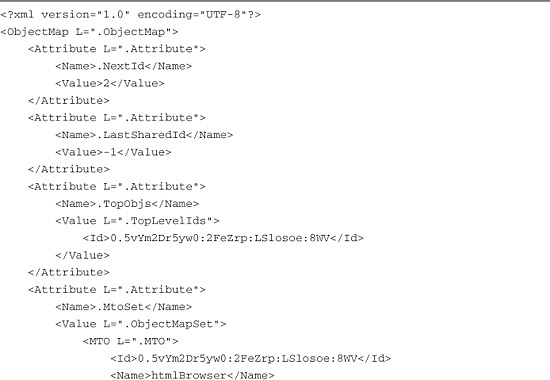 <?xml version="1.0" encoding="UTF-8"?>
<ObjectMap L=".ObjectMap">
<Attribute L=".Attribute">
<Name>.NextId</Name>
<Value>2</Value>
</Attribute>
<Attribute L=".Attribute">
<Name>.LastSharedId</Name>
<Value>-1</Value>
</Attribute>
<Attribute L=".Attribute">
<Name>.TopObjs</Name>
<Value L=".TopLevelIds">
<Id>0.5vYm2Dr5yw0:2FeZrp:LSlosoe:8WV</Id>
</Value>
</Attribute>
<Attribute L=".Attribute">
<Name>.MtoSet</Name>
<Value L=".ObjectMapSet">
<MTO L=".MTO">
<Id>0.5vYm2Dr5yw0:2FeZrp:LSlosoe:8WV</Id>
<Name>htmlBrowser</Name>